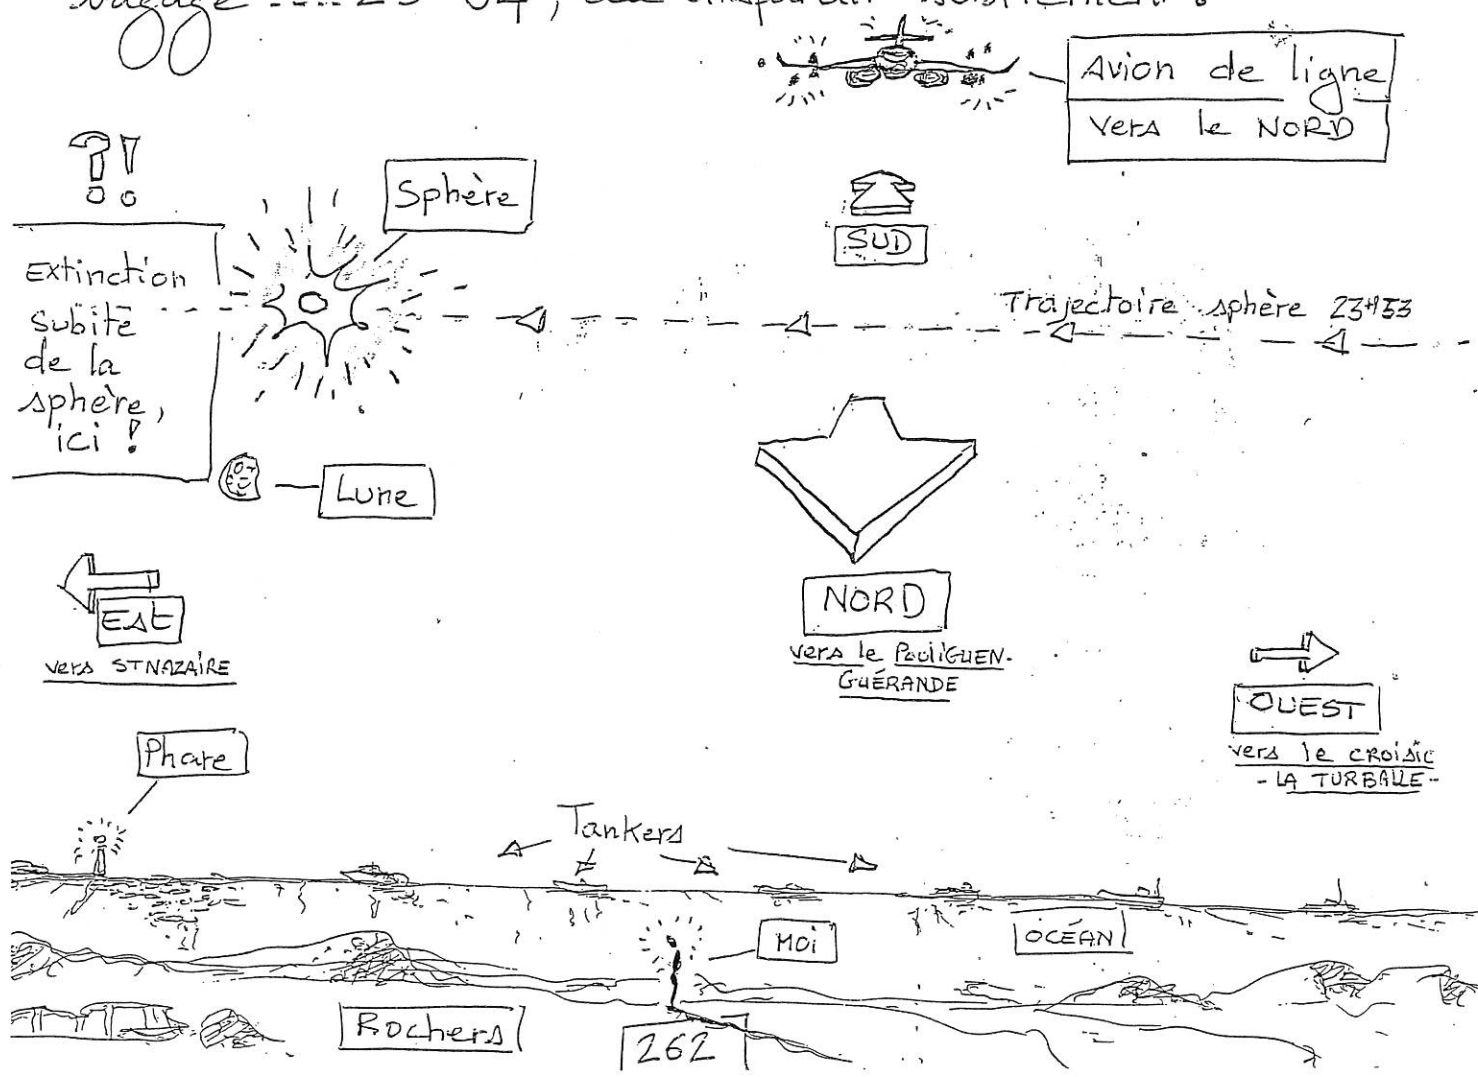 Avion de ligne
vers le NORD
?!
Sphère
SUD
Extinction
subite
de la
sphère,
ici !
Trajectoire sphère 23H53
Lune
NORD
vers le POULIGUEN-
GUÉRANDE
Est
vers ST NAZAIRE
OUEST
vers le CROISIC
- LA TURBALLE -
Phare
Tankers
MOi
OCÉAN
Rochers
262